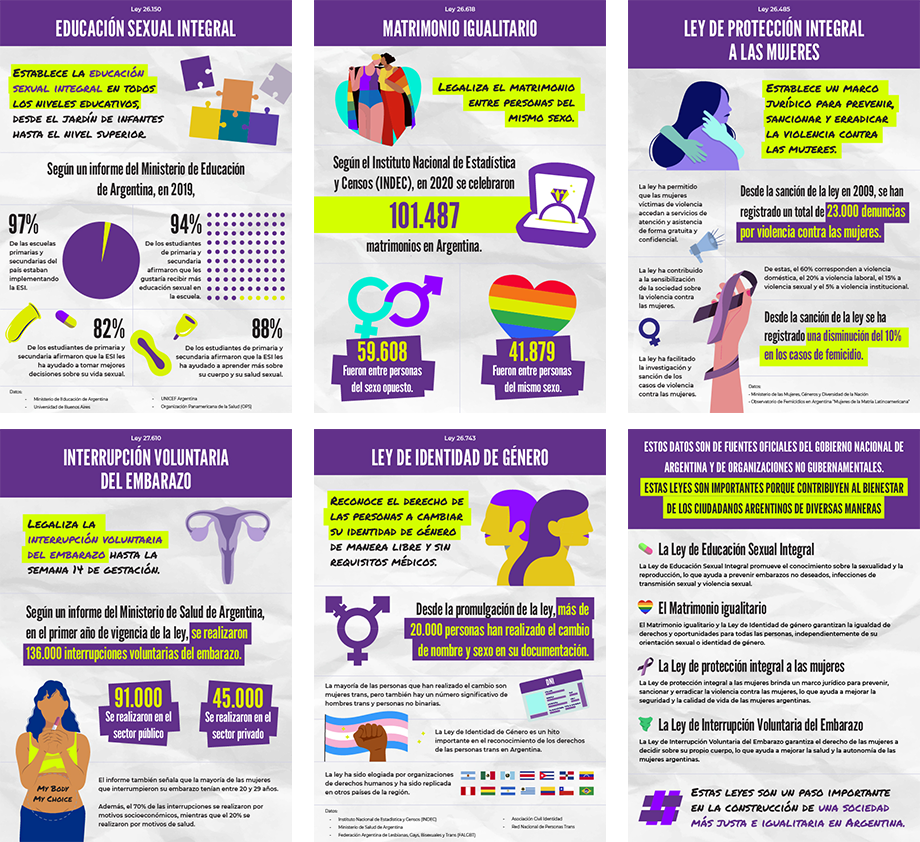 Ley 26.150
EDUCACIÓN SEXUAL INTEGRAL
ESTABLECE LA EDUCACIÓN
SEXUAL INTEGRAL EN TODOS
LOS NIVELES EDUCATIVOS,
DESDE EL JARDÍN DE INFANTES
HASTA EL NIVEL SUPERIOR.
Según un informe del Ministerio de Educación
de Argentina, en 2019,
97%
De las escuelas
primarias y
secundarias del
país estaban
implementando
la ESI.
94%
De los estudiantes
de primaria y
secundaria
afirmaron que les
gustaría recibir más
educación sexual en
la escuela.
82%
De los estudiantes de primaria y
secundaria afirmaron que la ESI les
ha ayudado a tomar mejores
decisiones sobre su vida sexual.
88%
De los estudiantes de primaria y
secundaria afirmaron que la ESI les
ha ayudado a aprender más sobre
su cuerpo y su salud sexual.
Datos:
- Ministerio de Educación de Argentina
- Universidad de Buenos Aires
- UNICEF Argentina
- Organización Panamericana de la Salud (OPS)
Ley 26.618
MATRIMONIO IGUALITARIO
LEGALIZA EL MATRIMONIO
ENTRE PERSONAS DEL
MISMO SEXO.
Según el Instituto Nacional de Estadística
y Censos (INDEC), en 2020 se celebraron
101.487
matrimonios en Argentina.
59.608
Fueron entre personas
del sexo opuesto.
41.879
Fueron entre personas
del mismo sexo.
Ley 26.485
LEY DE PROTECCIÓN INTEGRAL
A LAS MUJERES
ESTABLECE UN MARCO
JURÍDICO PARA PREVENIR,
SANCIONAR Y ERRADICAR
LA VIOLENCIA CONTRA
LAS MUJERES.
La ley ha permitido
que las mujeres
víctimas de violencia
accedan a servicios de
atención y asistencia
de forma gratuita y
confidencial.
La ley ha contribuido
a la sensibilización
de la sociedad sobre
la violencia contra
las mujeres.
La ley ha facilitado
la investigación y
sanción de los
casos de violencia
contra las mujeres.
Desde la sanción de la ley en 2009, se han
registrado un total de 23.000 denuncias
por violencia contra las mujeres.
De estas, el 60% corresponden a violencia
doméstica, el 20% a violencia laboral, el 15% a
violencia sexual y el 5% a violencia institucional.
Desde la sanción de la ley se ha
registrado una disminución del 10%
en los casos de femicidio.
Datos:
- Ministerio de las Mujeres, Géneros y Diversidad de la Nación
- Observatorio de Femicidios en Argentina "Mujeres de la Matria Latinoamericana"
Ley 27.610
INTERRUPCIÓN VOLUNTARIA
DEL EMBARAZO
LEGALIZA LA
INTERRUPCIÓN VOLUNTARIA
DEL EMBARAZO HASTA LA
SEMANA 14 DE GESTACIÓN.
Según un informe del Ministerio de Salud de Argentina,
en el primer año de vigencia de la ley, se realizaron
136.000 interrupciones voluntarias del embarazo.
91.000
Se realizaron en el
sector público
45.000
Se realizaron en el
sector privado
MY BODY
MY CHOICE
El informe también señala que la mayoría de las mujeres
que interrumpieron su embarazo tenían entre 20 y 29 años.
Además, el 70% de las interrupciones se realizaron por
motivos socioeconómicos, mientras que el 20% se
realizaron por motivos de salud.
Ley 26.743
LEY DE IDENTIDAD DE GÉNERO
RECONOCE EL DERECHO DE
LAS PERSONAS A CAMBIAR
SU IDENTIDAD DE GÉNERO
DE MANERA LIBRE Y SIN
REQUISITOS MÉDICOS.
Desde la promulgación de la ley, más de
20.000 personas han realizado el cambio
de nombre y sexo en su documentación.
La mayoría de las personas que han realizado el cambio son
mujeres trans, pero también hay un número significativo de
hombres trans y personas no binarias.
DNI
La Ley de Identidad de Género es un hito
importante en el reconocimiento de los derechos
de las personas trans en Argentina.
La ley ha sido elogiada por organizaciones
de derechos humanos y ha sido replicada
en otros países de la región.
Datos:
- Instituto Nacional de Estadística y Censos (INDEC)
- Ministerio de Salud de Argentina
- Federación Argentina de Lesbianas, Gays, Bisexuales y Trans (FALGBT)
- Asociación Civil Identidad
- Red Nacional de Personas Trans
ESTOS DATOS SON DE FUENTES OFICIALES DEL GOBIERNO NACIONAL DE
ARGENTINA Y DE ORGANIZACIONES NO GUBERNAMENTALES.
ESTAS LEYES SON IMPORTANTES PORQUE CONTRIBUYEN AL BIENESTAR
DE LOS CIUDADANOS ARGENTINOS DE DIVERSAS MANERAS
La Ley de Educación Sexual Integral
La Ley de Educación Sexual Integral promueve el conocimiento sobre la sexualidad y la
reproducción, lo que ayuda a prevenir embarazos no deseados, infecciones de
transmisión sexual y violencia sexual.
El Matrimonio igualitario
El Matrimonio igualitario y la Ley de Identidad de género garantizan la igualdad de
derechos y oportunidades para todas las personas, independientemente de su
orientación sexual o identidad de género.
La Ley de protección integral a las mujeres
La Ley de protección integral a las mujeres brinda un marco jurídico para prevenir,
sancionar y erradicar la violencia contra las mujeres, lo que ayuda a mejorar la
seguridad y la calidad de vida de las mujeres argentinas.
La Ley de Interrupción Voluntaria del Embarazo
La Ley de Interrupción Voluntaria del Embarazo garantiza el derecho de las mujeres a
decidir sobre su propio cuerpo, lo que ayuda a mejorar la salud y la autonomía de las
mujeres argentinas.
#
ESTAS LEYES SON UN PASO IMPORTANTE
EN LA CONSTRUCCIÓN DE UNA SOCIEDAD
MÁS JUSTA E IGUALITARIA EN ARGENTINA.